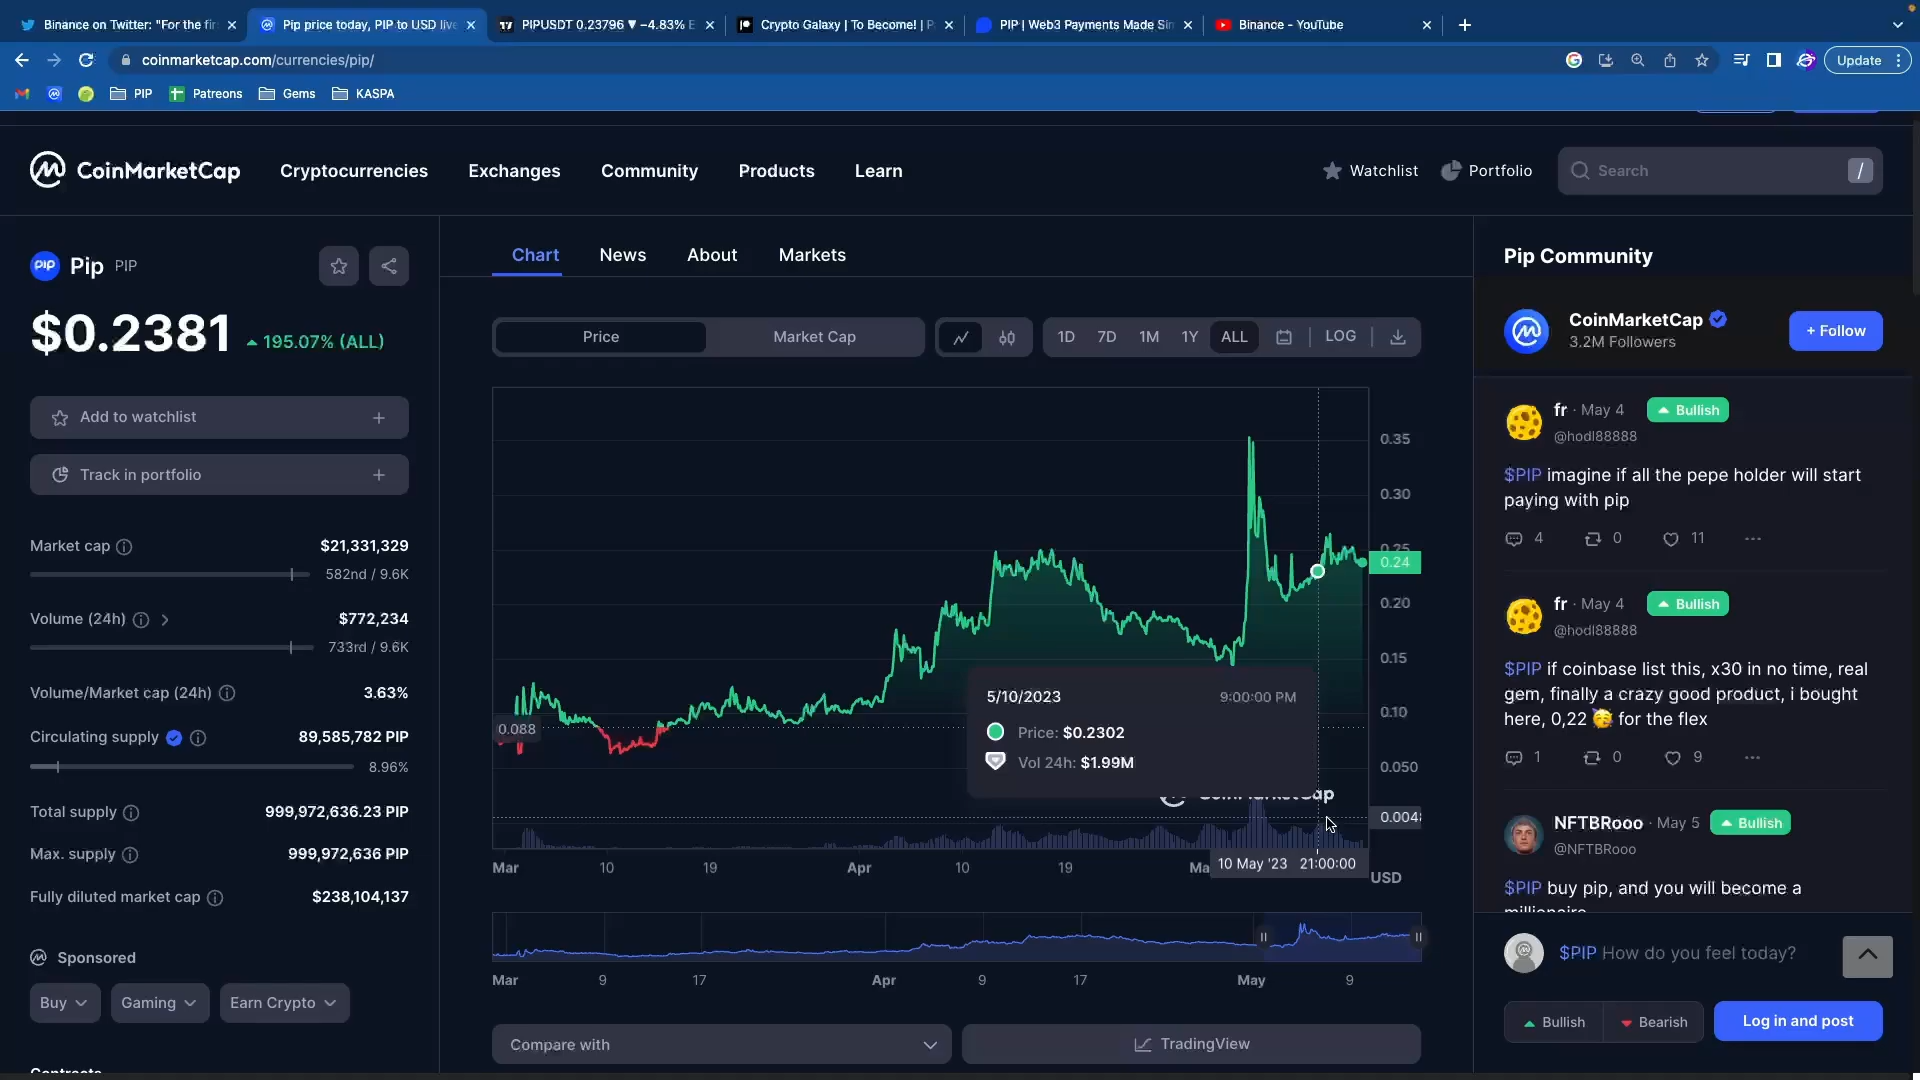 Binance on Twitter: "For the fir
Pip price today, PIP to USD live
PIPUSDT 0.23796 ▼ −4.83% E
Crypto Galaxy | To Become! | P
PIP | Web3 Payments Made Sim
Binance - YouTube
coinmarketcap.com/currencies/pip/
Update
PIP
Patreons
Gems
KASPA
CoinMarketCap
Cryptocurrencies
Exchanges
Community
Products
Learn
Watchlist
Portfolio
Search
/
PIP
Pip PIP
$0.2381 195.07% (ALL)
Add to watchlist
Track in portfolio
Market cap $21,331,329
582nd / 9.6K
Volume (24h) $772,234
733rd / 9.6K
Volume/Market cap (24h) 3.63%
Circulating supply 89,585,782 PIP
8.96%
Total supply 999,972,636.23 PIP
Max. supply 999,972,636 PIP
Fully diluted market cap $238,104,137
Sponsored
Buy
Gaming
Earn Crypto
Contracts
Chart
News
About
Markets
Price
Market Cap
1D 7D 1M 1Y ALL LOG
0.35
0.30
0.25
0.24
0.20
0.15
0.10
0.050
0.004
0.088
5/10/2023 9:00:00 PM
Price: $0.2302
Vol 24h: $1.99M
CoinMarketCap
Mar 10 19 Apr 10 19 Ma
10 May '23 21:00:00
USD
Mar 9 17 Apr 9 17 May 9
Compare with
TradingView
Pip Community
CoinMarketCap
3.2M Followers
+ Follow
fr · May 4 Bullish
@hodl88888
$PIP imagine if all the pepe holder will start
paying with pip
4 0 11
fr · May 4 Bullish
@hodl88888
$PIP if coinbase list this, x30 in no time, real
gem, finally a crazy good product, i bought
here, 0,22 🥳 for the flex
1 0 9
NFTBRooo · May 5 Bullish
@NFTBRooo
$PIP buy pip, and you will become a
millionaire
$PIP How do you feel today?
Bullish
Bearish
Log in and post